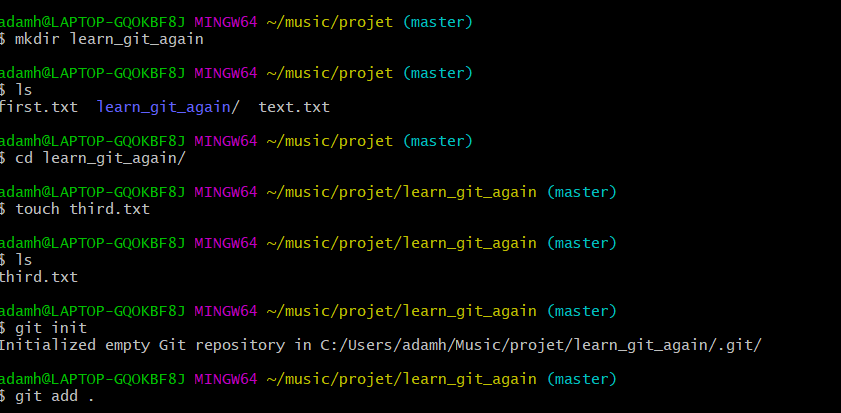 adamh@LAPTOP-GQOKBF8J MINGW64 ~/music/projet (master)
$ mkdir learn_git_again
adamh@LAPTOP-GQOKBF8J MINGW64 ~/music/projet (master)
$ ls
first.txt  learn_git_again/  text.txt
adamh@LAPTOP-GQOKBF8J MINGW64 ~/music/projet (master)
$ cd learn_git_again/
adamh@LAPTOP-GQOKBF8J MINGW64 ~/music/projet/learn_git_again (master)
$ touch third.txt
adamh@LAPTOP-GQOKBF8J MINGW64 ~/music/projet/learn_git_again (master)
$ ls
third.txt
adamh@LAPTOP-GQOKBF8J MINGW64 ~/music/projet/learn_git_again (master)
$ git init
Initialized empty Git repository in C:/Users/adamh/Music/projet/learn_git_again/.git/
adamh@LAPTOP-GQOKBF8J MINGW64 ~/music/projet/learn_git_again (master)
$ git add .